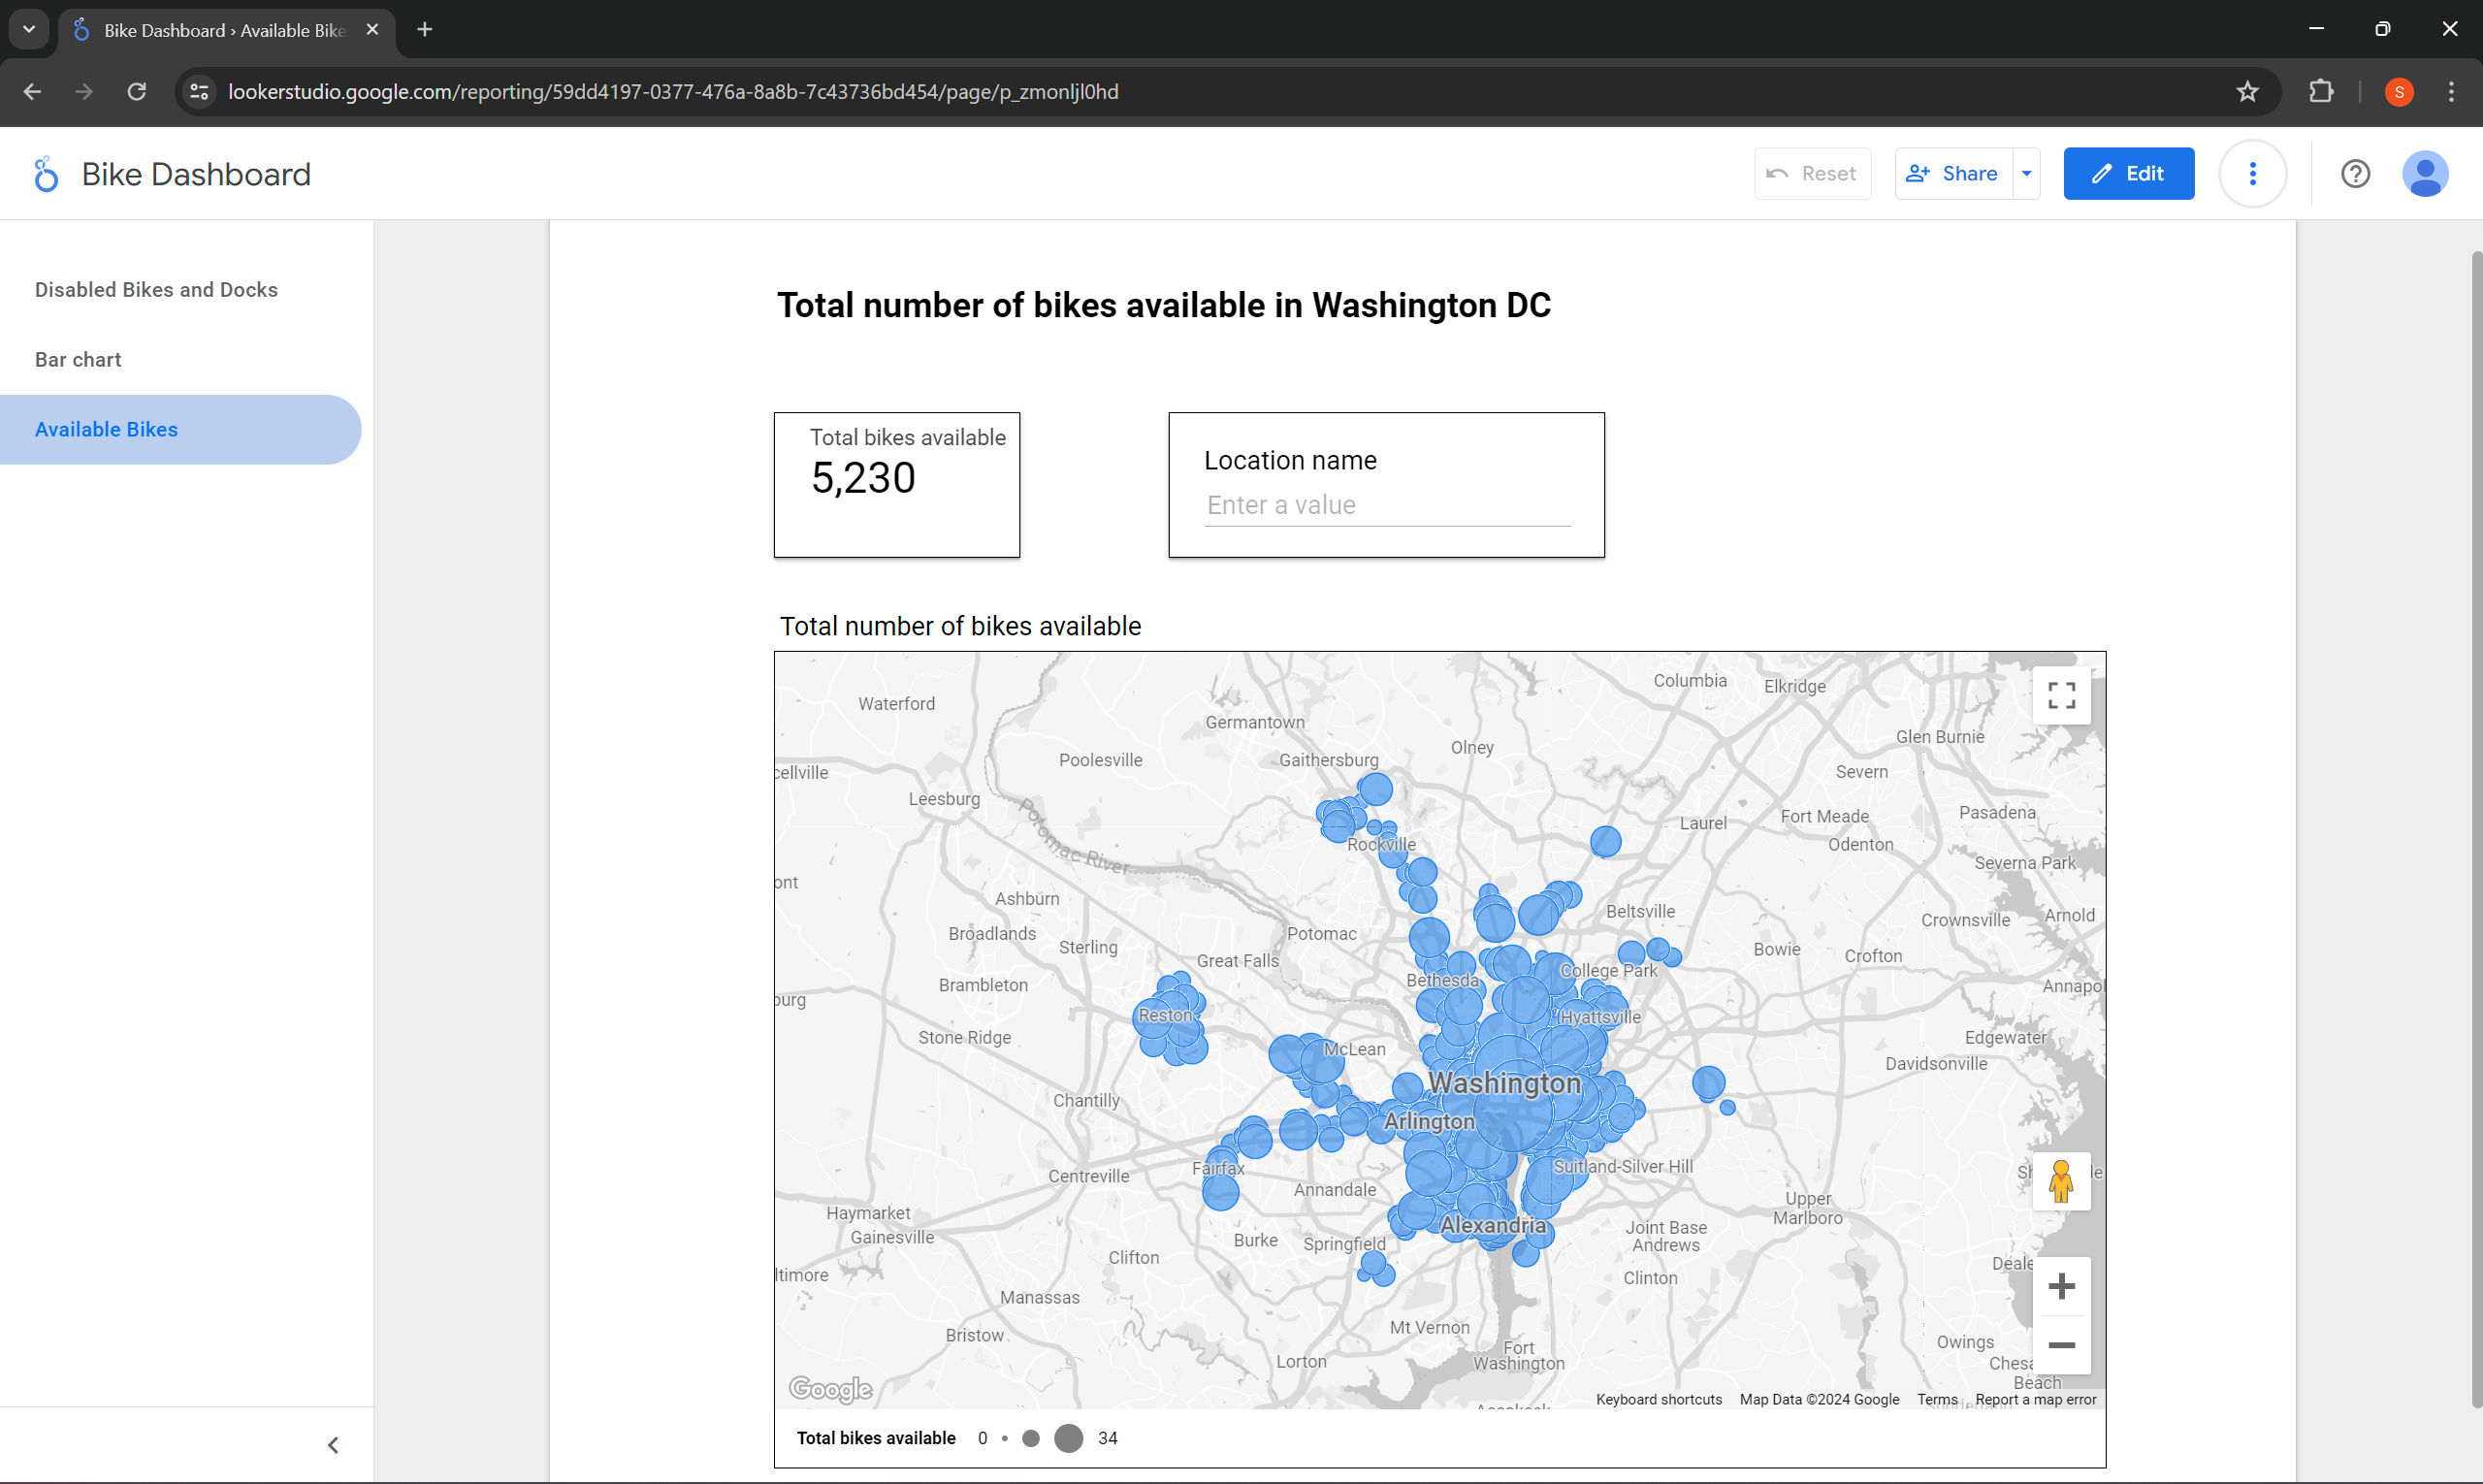 Bike Dashboard › Available Bike
lookerstudio.google.com/reporting/59dd4197-0377-476a-8a8b-7c43736bd454/page/p_zmonljl0hd
S
Bike Dashboard
Reset
Share
Edit
Disabled Bikes and Docks
Bar chart
Available Bikes
Total number of bikes available in Washington DC
Total bikes available
5,230
Location name
Enter a value
Total number of bikes available
Columbia
Elkridge
Waterford
Germantown
Glen Burnie
Olney
Poolesville
Gaithersburg
cellville
Severn
Leesburg
Potomac River
Fort Meade
Pasadena
Laurel
Rockville
Odenton
Severna Park
ont
Ashburn
Beltsville
Crownsville
Arnold
Broadlands
Sterling
Potomac
Bowie
Crofton
Great Falls
College Park
Bethesda
Brambleton
Annapol
burg
Reston
Hyattsville
Stone Ridge
Edgewater
McLean
Davidsonville
Washington
Chantilly
Arlington
Centreville
Fairfax
Suitland-Silver Hill
Annandale
Upper
Marlboro
Haymarket
Gainesville
Alexandria
Joint Base
Andrews
Burke
Springfield
Clifton
Deale
ltimore
Clinton
Manassas
Mt Vernon
Bristow
Owings
Fort
Washington
Lorton
Chesa
Beach
Google
Keyboard shortcuts
Map Data ©2024 Google
Terms
Report a map error
Total bikes available 0 34